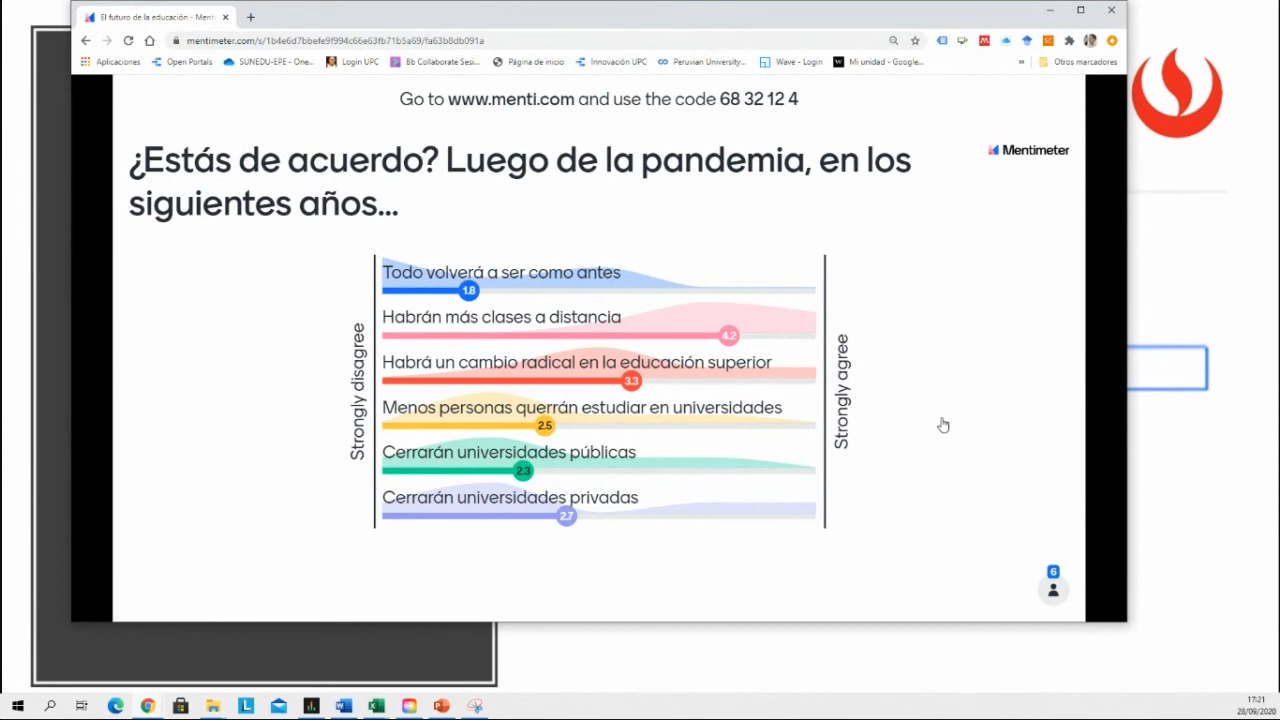 El futuro de la educación - Ment
mentimeter.com/s/1b4e6d7bbefe9f994c66e63fb71b5a69/fa63b8db091a
Aplicaciones
Open Portals
SUNEDU-EPE - One...
Login UPC
Bb Collaborate Sesi...
Página de inicio
Innovación UPC
Peruvian University...
Wave - Login
Mi unidad - Google...
»
Otros marcadores
Go to www.menti.com and use the code 68 32 12 4
¿Estás de acuerdo? Luego de la pandemia, en los
siguientes años...
Mentimeter
Strongly disagree
Todo volverá a ser como antes
1.8
Habrán más clases a distancia
4.2
Habrá un cambio radical en la educación superior
3.3
Menos personas querrán estudiar en universidades
2.5
Cerrarán universidades públicas
2.3
Cerrarán universidades privadas
2.7
Strongly agree
6
17:21
28/09/2020